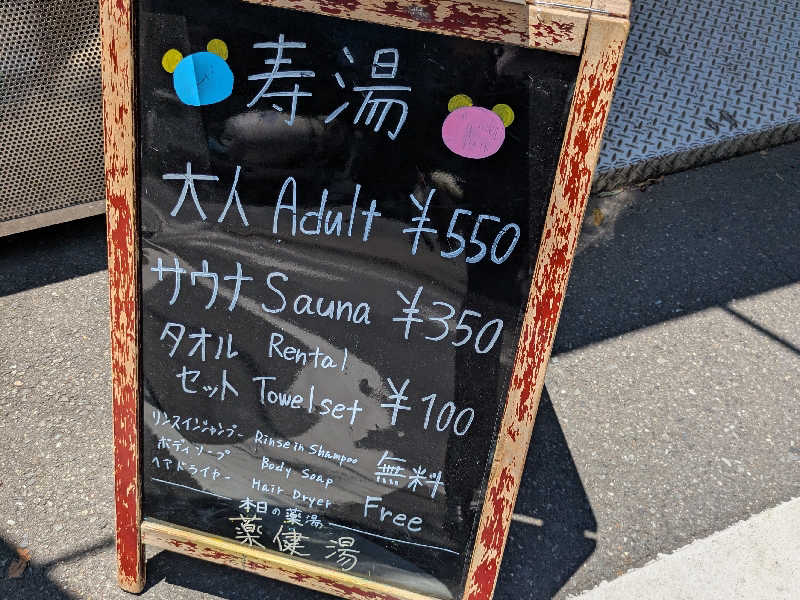 寿湯
大人 Adult ¥550
サウナ Sauna ¥350
タオル Rental
セット Towelset ¥100
リンスインシャンプー Rinse in Shampoo
ボディソープ Body Soap 無料
ヘアドライヤー Hair Dryer Free
本日の薬湯
薬健湯